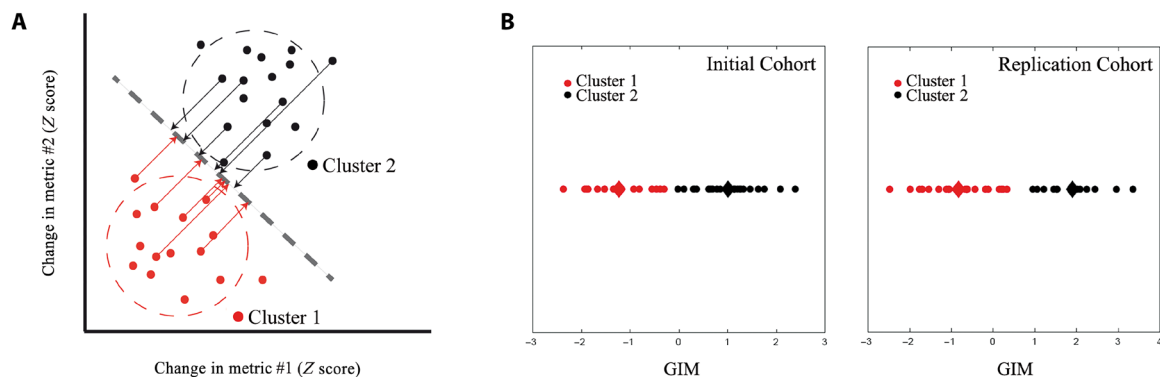 A
Change in metric #2 (Z score)
Cluster 2
Cluster 1
Change in metric #1 (Z score)
B
Initial Cohort
Cluster 1
Cluster 2
−3 −2 −1 0 1 2 3
GIM
Replication Cohort
Cluster 1
Cluster 2
−3 −2 −1 0 1 2 3 4
GIM